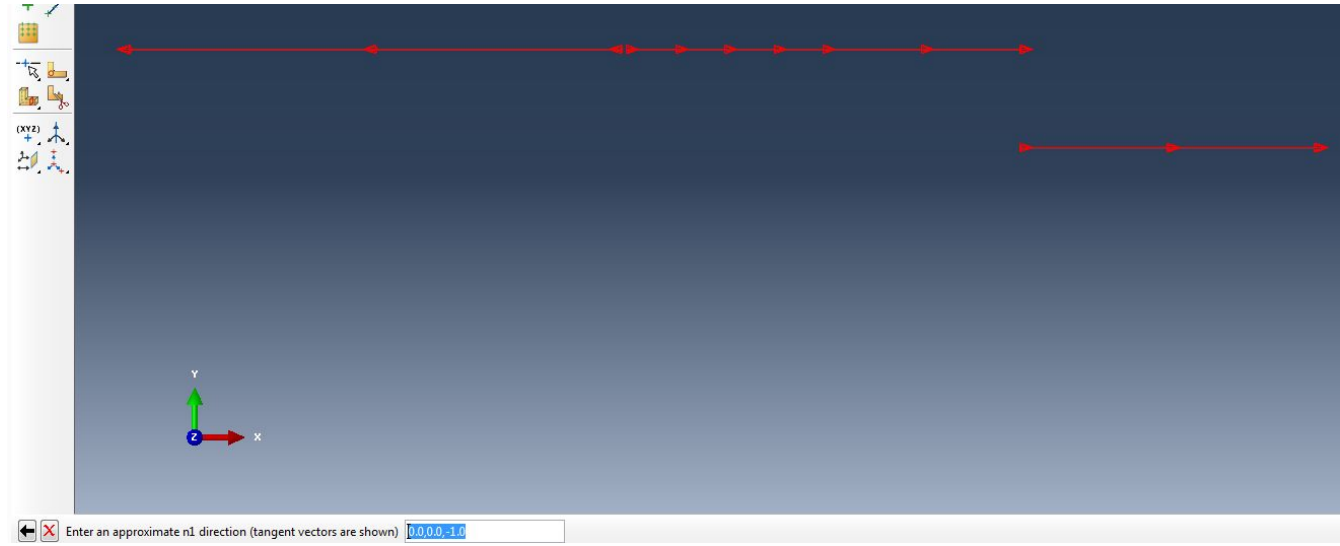 (XYZ)
Y
Z X
Enter an approximate n1 direction (tangent vectors are shown) 0.0,0.0,-1.0